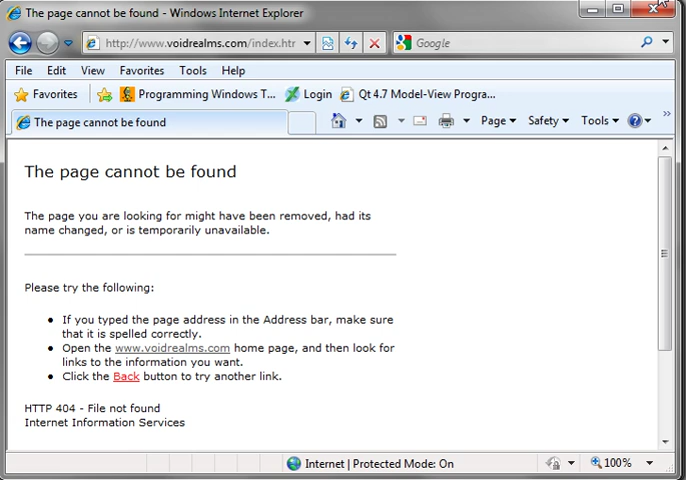 The page cannot be found - Windows Internet Explorer
http://www.voidrealms.com/index.htr
Google
File Edit View Favorites Tools Help
Favorites Programming Windows T... Login Qt 4.7 Model-View Progra...
The page cannot be found
Page Safety Tools
The page cannot be found
The page you are looking for might have been removed, had its
name changed, or is temporarily unavailable.
Please try the following:
If you typed the page address in the Address bar, make sure
that it is spelled correctly.
Open the www.voidrealms.com home page, and then look for
links to the information you want.
Click the Back button to try another link.
HTTP 404 - File not found
Internet Information Services
Internet | Protected Mode: On
100%